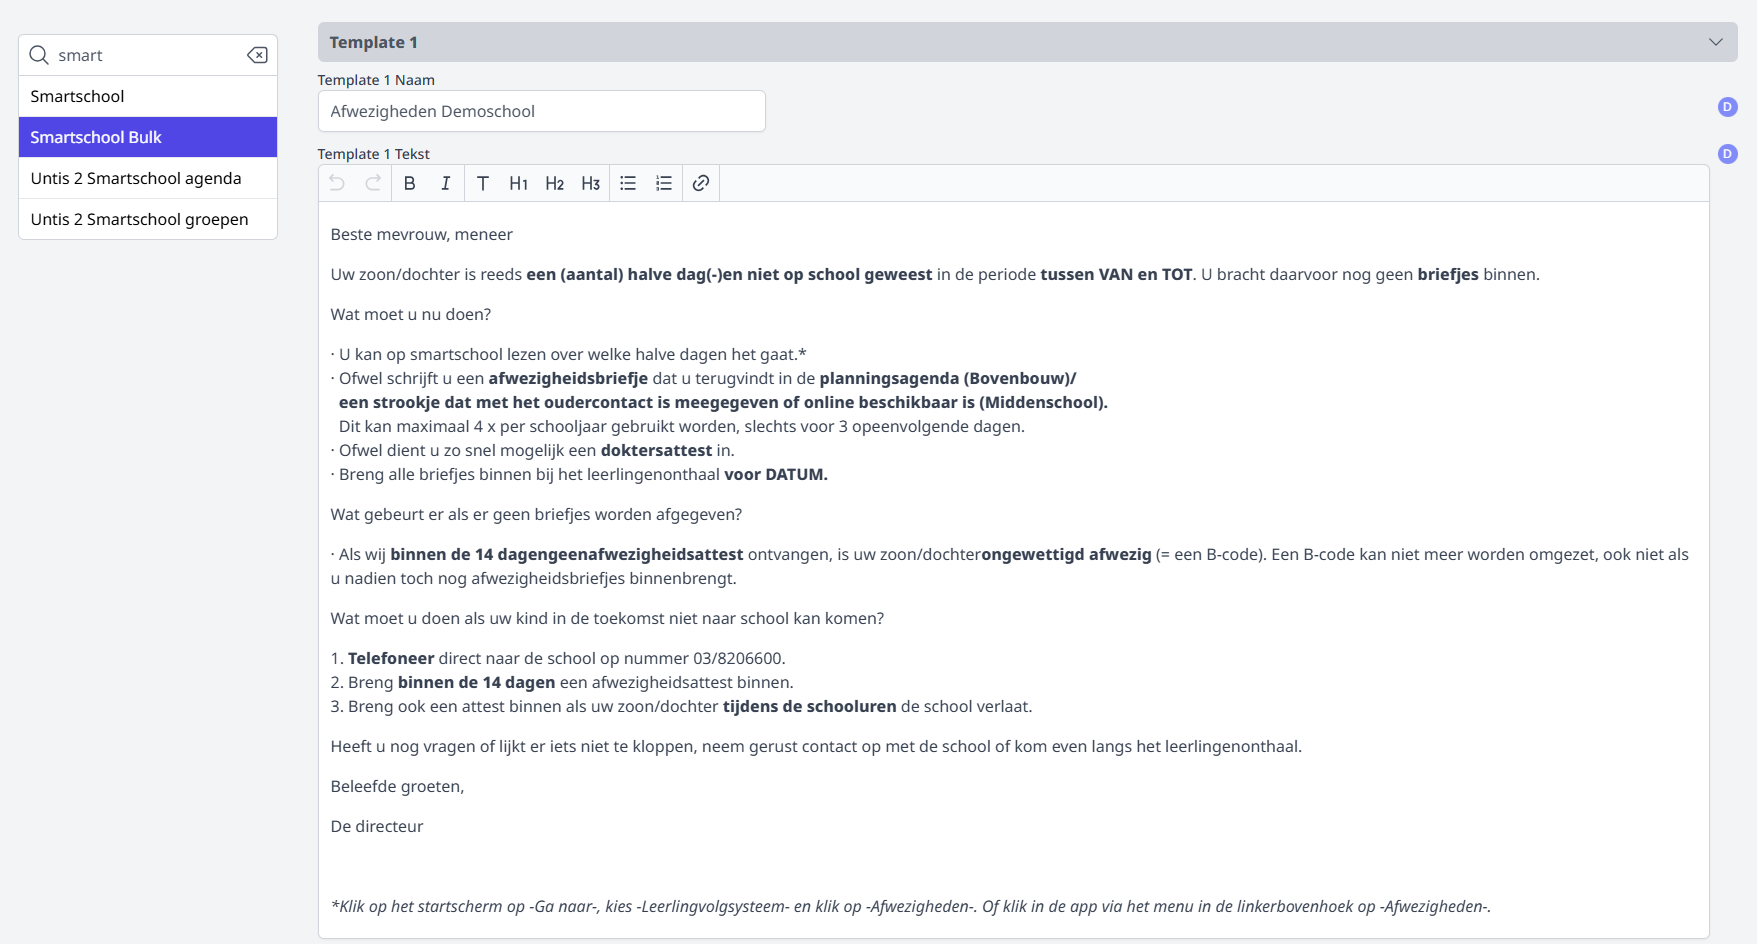 smart
Smartschool
Smartschool Bulk
Untis 2 Smartschool agenda
Untis 2 Smartschool groepen
Template 1
Template 1 Naam
Afwezigheden Demoschool
D
Template 1 Tekst
D
B I T H1 H2 H3
Beste mevrouw, meneer
Uw zoon/dochter is reeds een (aantal) halve dag(-)en niet op school geweest in de periode tussen VAN en TOT. U bracht daarvoor nog geen briefjes binnen.
Wat moet u nu doen?
· U kan op smartschool lezen over welke halve dagen het gaat.*
· Ofwel schrijft u een afwezigheidsbriefje dat u terugvindt in de planningsagenda (Bovenbouw)/
een strookje dat met het oudercontact is meegegeven of online beschikbaar is (Middenschool).
Dit kan maximaal 4 x per schooljaar gebruikt worden, slechts voor 3 opeenvolgende dagen.
· Ofwel dient u zo snel mogelijk een doktersattest in.
· Breng alle briefjes binnen bij het leerlingenonthaal voor DATUM.
Wat gebeurt er als er geen briefjes worden afgegeven?
· Als wij binnen de 14 dagengeenafwezigheidsattest ontvangen, is uw zoon/dochterongewettigd afwezig (= een B-code). Een B-code kan niet meer worden omgezet, ook niet als
u nadien toch nog afwezigheidsbriefjes binnenbrengt.
Wat moet u doen als uw kind in de toekomst niet naar school kan komen?
1. Telefoneer direct naar de school op nummer 03/8206600.
2. Breng binnen de 14 dagen een afwezigheidsattest binnen.
3. Breng ook een attest binnen als uw zoon/dochter tijdens de schooluren de school verlaat.
Heeft u nog vragen of lijkt er iets niet te kloppen, neem gerust contact op met de school of kom even langs het leerlingenonthaal.
Beleefde groeten,
De directeur
*Klik op het startscherm op -Ga naar-, kies -Leerlingvolgsysteem- en klik op -Afwezigheden-. Of klik in de app via het menu in de linkerbovenhoek op -Afwezigheden-.